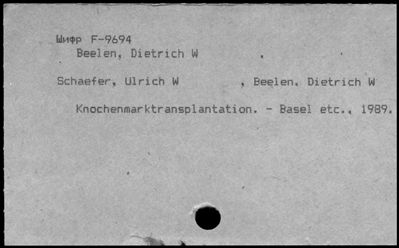 Шифр F-9694
Beelen, Dietrich W ,
Schaefer, Ulrich W , Beelen, Dietrich W
Knochenmarktransplantation. - Basel etc., 1989.